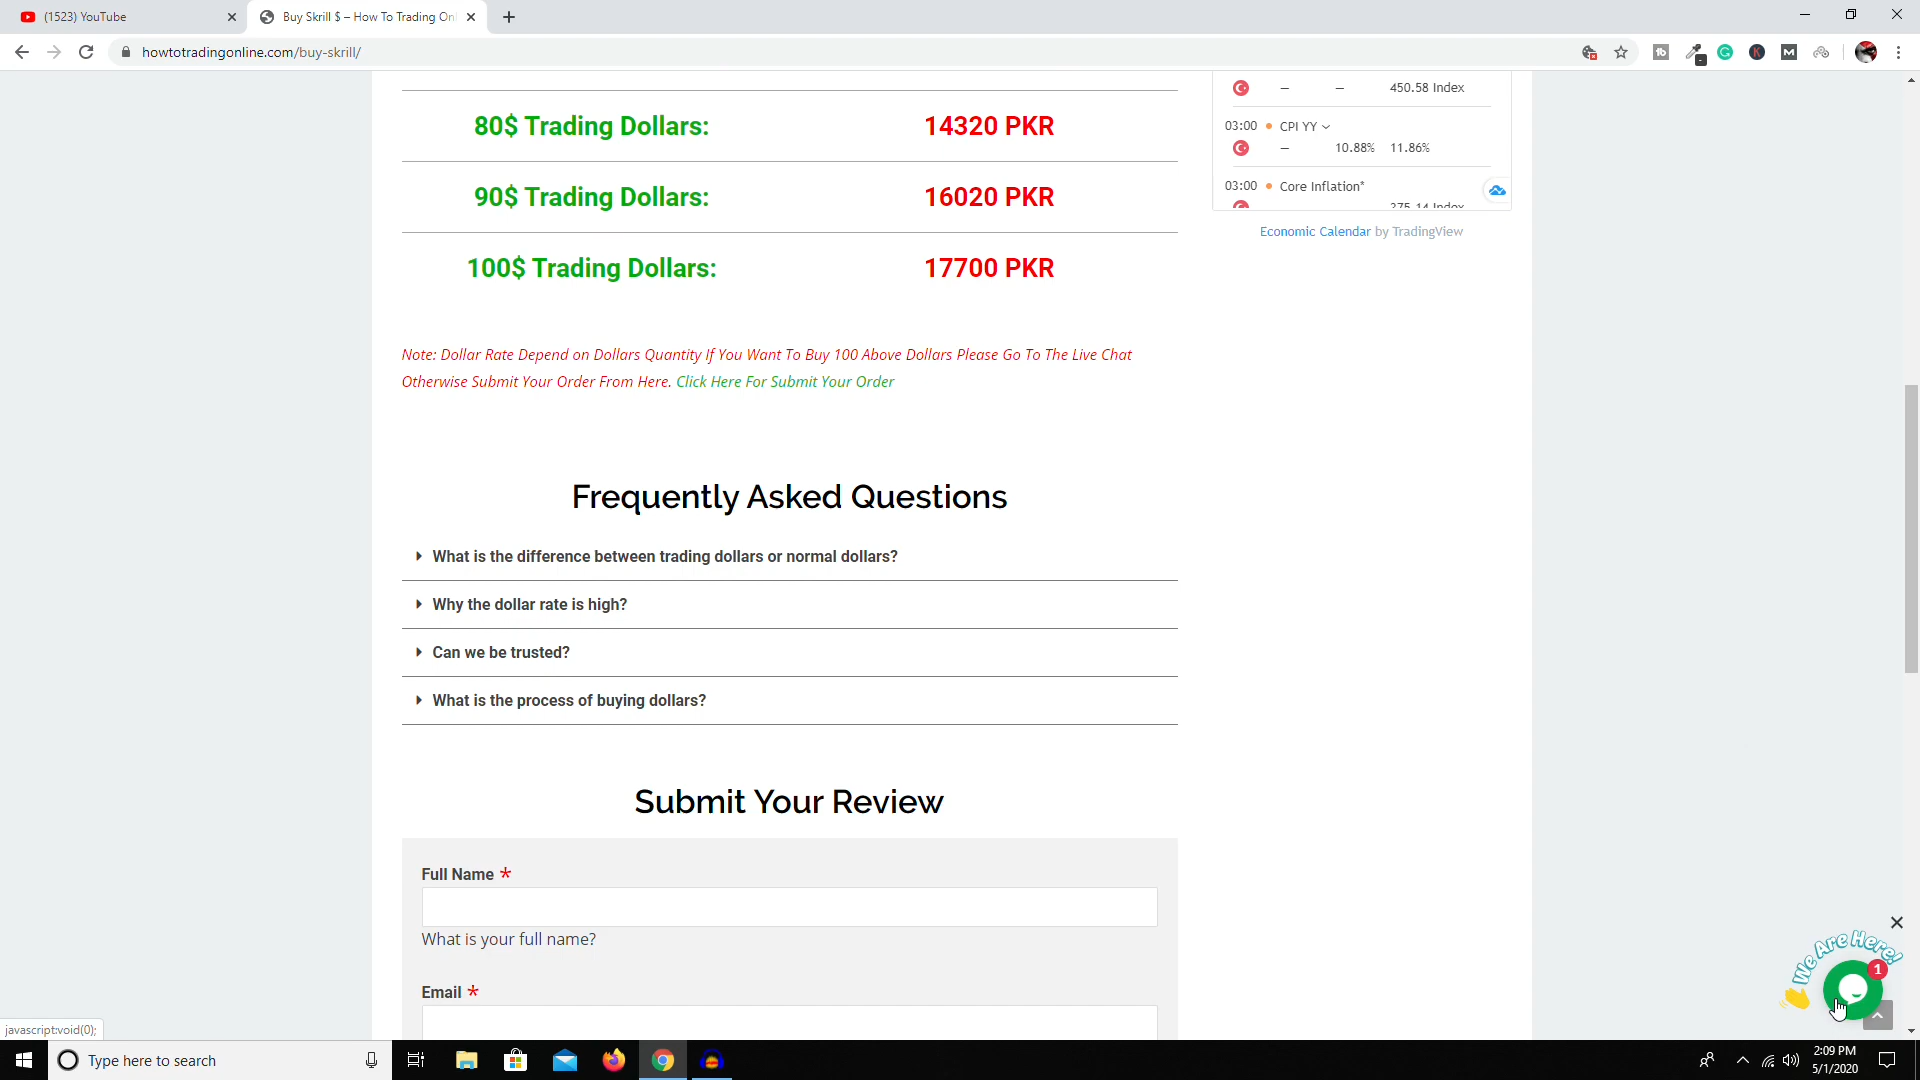 (1523) YouTube
Buy Skrill $ – How To Trading Onl
howtotradingonline.com/buy-skrill/
80$ Trading Dollars: 14320 PKR
90$ Trading Dollars: 16020 PKR
100$ Trading Dollars: 17700 PKR
Note: Dollar Rate Depend on Dollars Quantity If You Want To Buy 100 Above Dollars Please Go To The Live Chat
Otherwise Submit Your Order From Here. Click Here For Submit Your Order
— — 450.58 Index
03:00 CPI YY
— 10.88% 11.86%
03:00 Core Inflation*
275.14 Index
Economic Calendar by TradingView
Frequently Asked Questions
What is the difference between trading dollars or normal dollars?
Why the dollar rate is high?
Can we be trusted?
What is the process of buying dollars?
Submit Your Review
Full Name *
What is your full name?
Email *
We Are Here!
1
javascript:void(0);
Type here to search
2:09 PM
5/1/2020